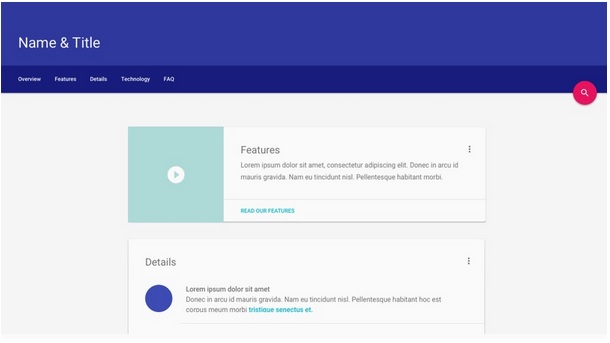 Name & Title
Overview Features Details Technology FAQ
Features
Lorem ipsum dolor sit amet, consectetur adipiscing elit. Donec in arcu id
mauris gravida. Nam eu tincidunt nisl. Pellentesque habitant morbi.
READ OUR FEATURES
Details
Lorem ipsum dolor sit amet
Donec in arcu id mauris gravida. Nam eu tincidunt nisl. Pellentesque habitant hoc est
corpus meum morbi tristique senectus et.